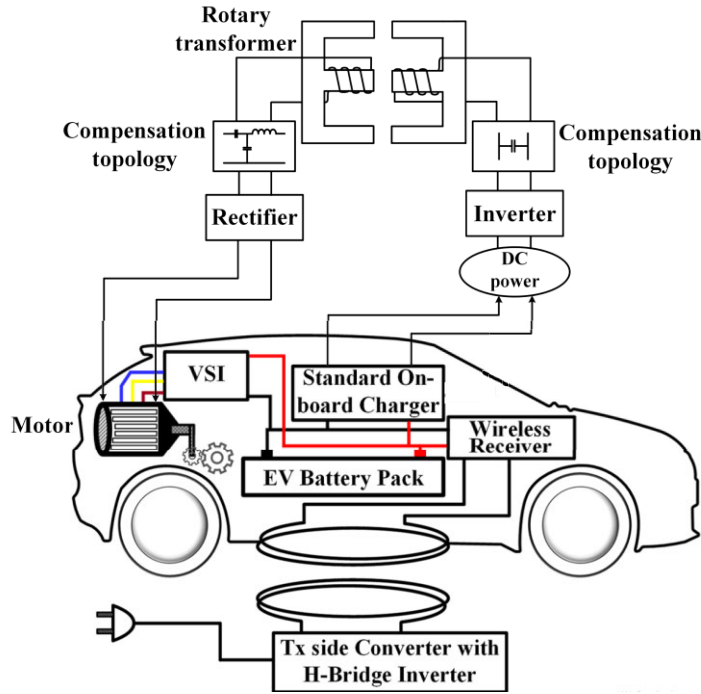 Rotary
transformer
Compensation
topology
Compensation
topology
Rectifier
Inverter
DC
power
VSI
Standard On-
board Charger
Motor
Wireless
Receiver
EV Battery Pack
Tx side Converter with
H-Bridge Inverter